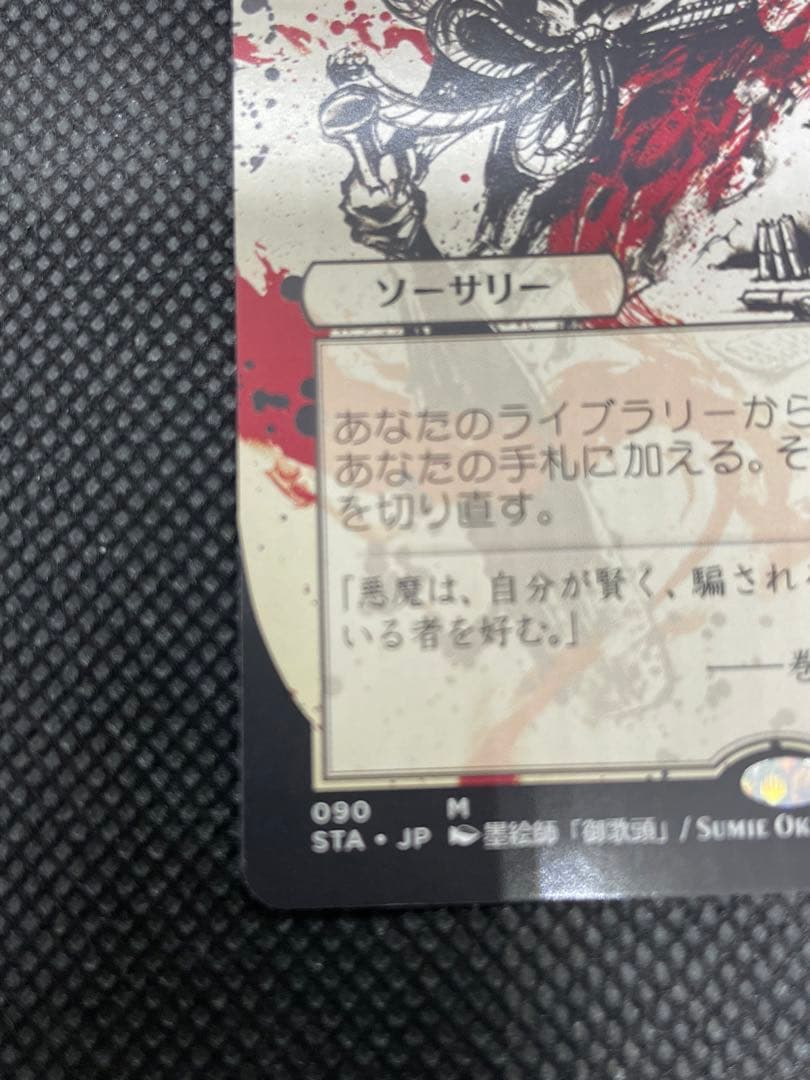 ソーサリー
あなたのライブラリーから
あなたの手札に加える。そ
を切り直す。
「悪魔は、自分が賢く、騙され
いる者を好む。」
――巻
090 M
STA・JP 墨絵師「御歌頭」/ SUMIE OK